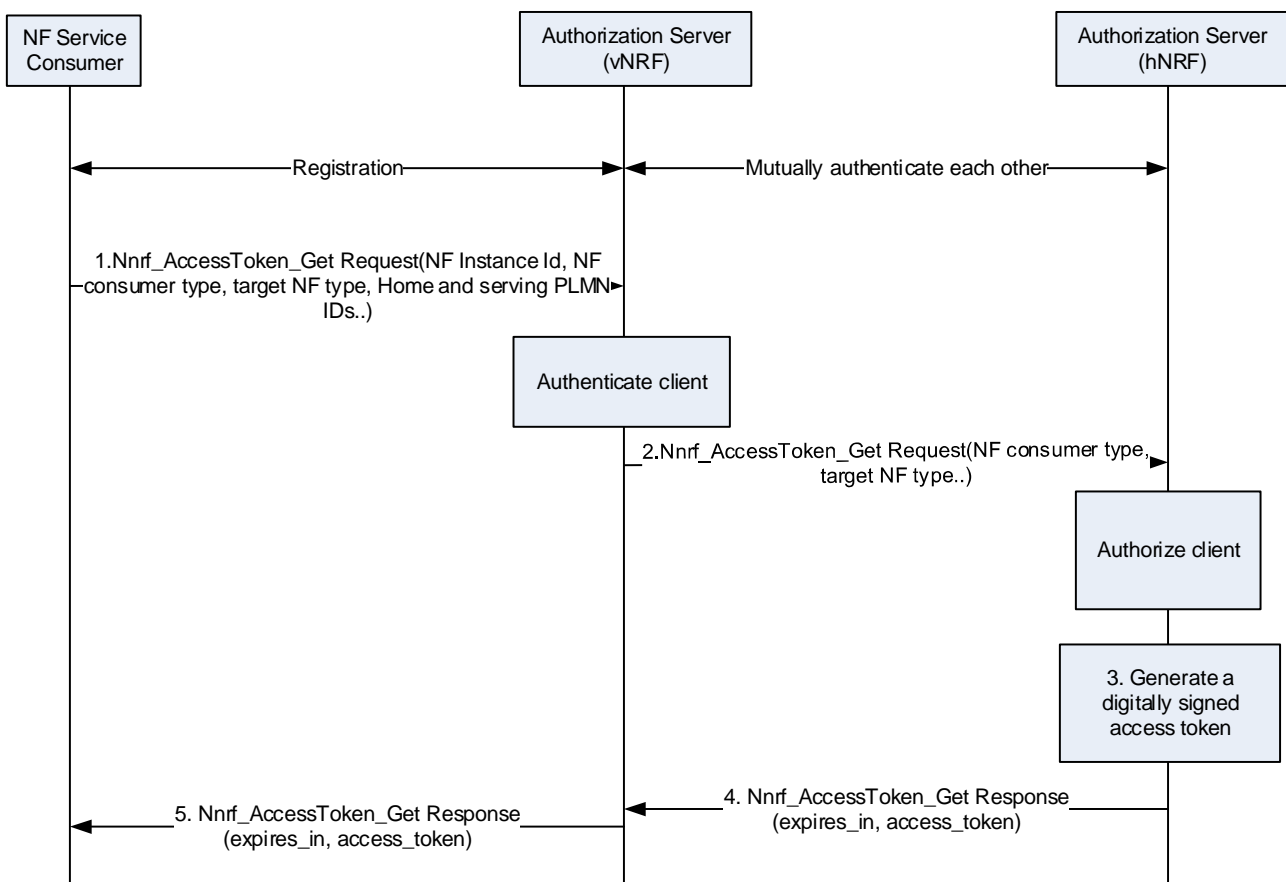 NF Service
Consumer
Authorization Server
(vNRF)
Authorization Server
(hNRF)
Registration
Mutually authenticate each other
1.Nnrf_AccessToken_Get Request(NF Instance Id, NF
consumer type, target NF type, Home and serving PLMN
IDs..)
Authenticate client
2.Nnrf_AccessToken_Get Request(NF consumer type,
target NF type..)
Authorize client
3. Generate a
digitally signed
access token
4. Nnrf_AccessToken_Get Response
(expires_in, access_token)
5. Nnrf_AccessToken_Get Response
(expires_in, access_token)